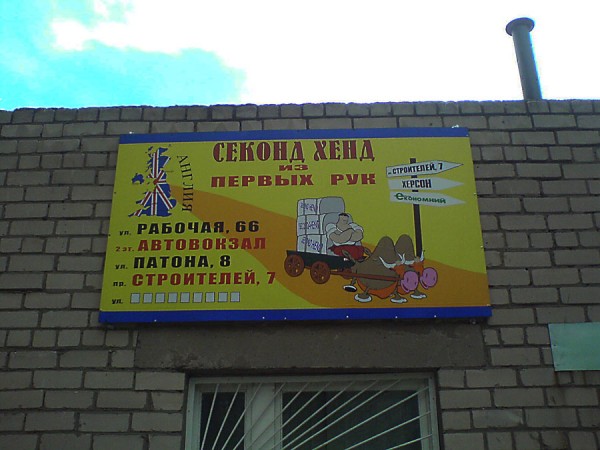 СЕКОНД ХЕНД
ИЗ
ПЕРВЫХ РУК
АНГЛИЯ
ул. РАБОЧАЯ, 66
2 эт. АВТОВОКЗАЛ
ул. ПАТОНА, 8
пр. СТРОИТЕЛЕЙ, 7
ул.
СТРОИТЕЛЕЙ, 7
ХЕРСОН
Економний